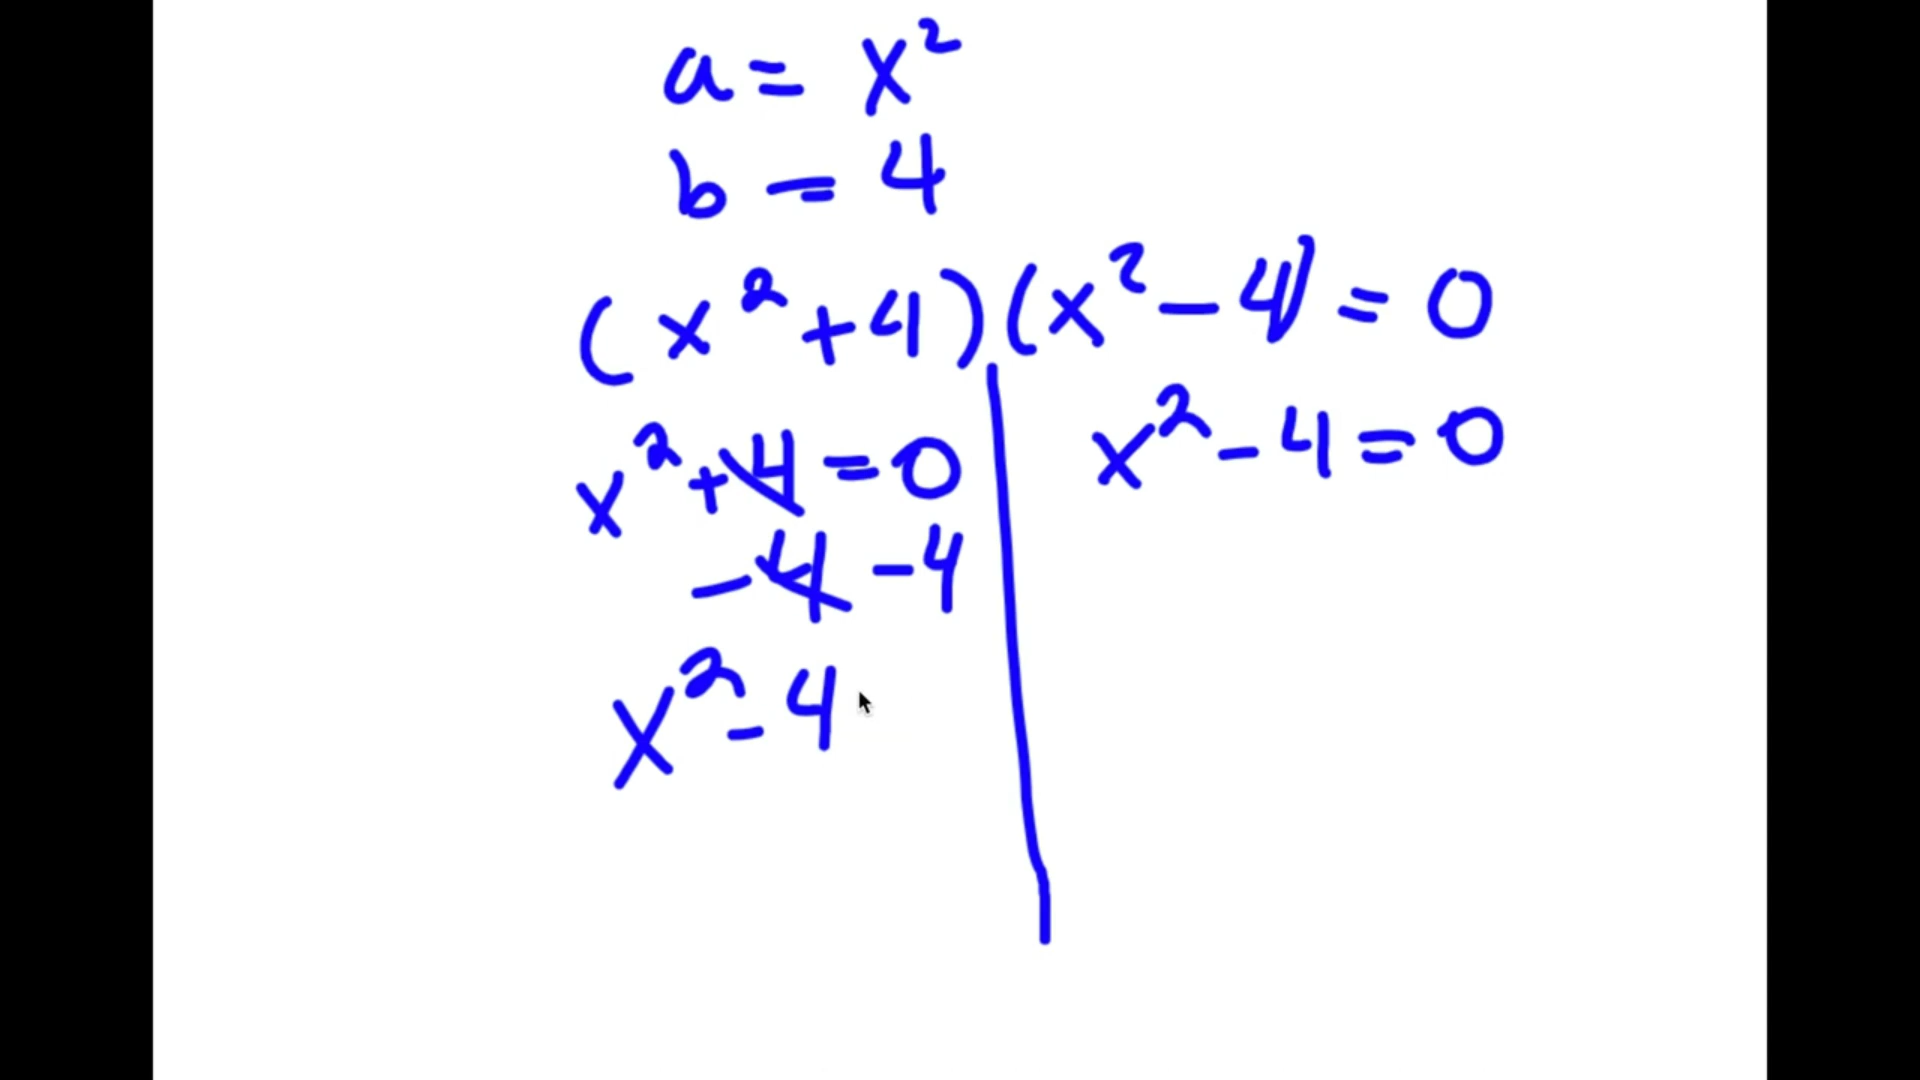 a = x²
b = 4
(x² + 4)(x² - 4) = 0
x² + 4 = 0
x² - 4 = 0
- 4 - 4
x² - 4